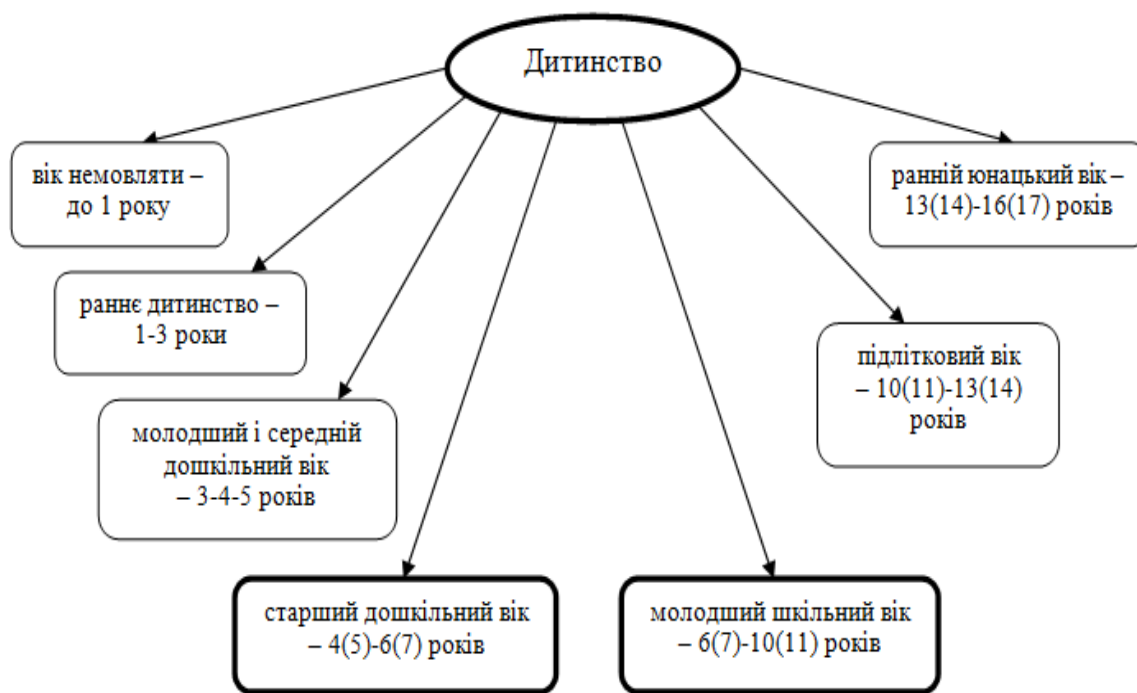 Дитинство
вік немовляти –
до 1 року
раннє дитинство –
1-3 роки
молодший і середній
дошкільний вік
– 3-4-5 років
старший дошкільний вік
– 4(5)-6(7) років
молодший шкільний вік
– 6(7)-10(11) років
підлітковий вік
– 10(11)-13(14)
років
ранній юнацький вік –
13(14)-16(17) років